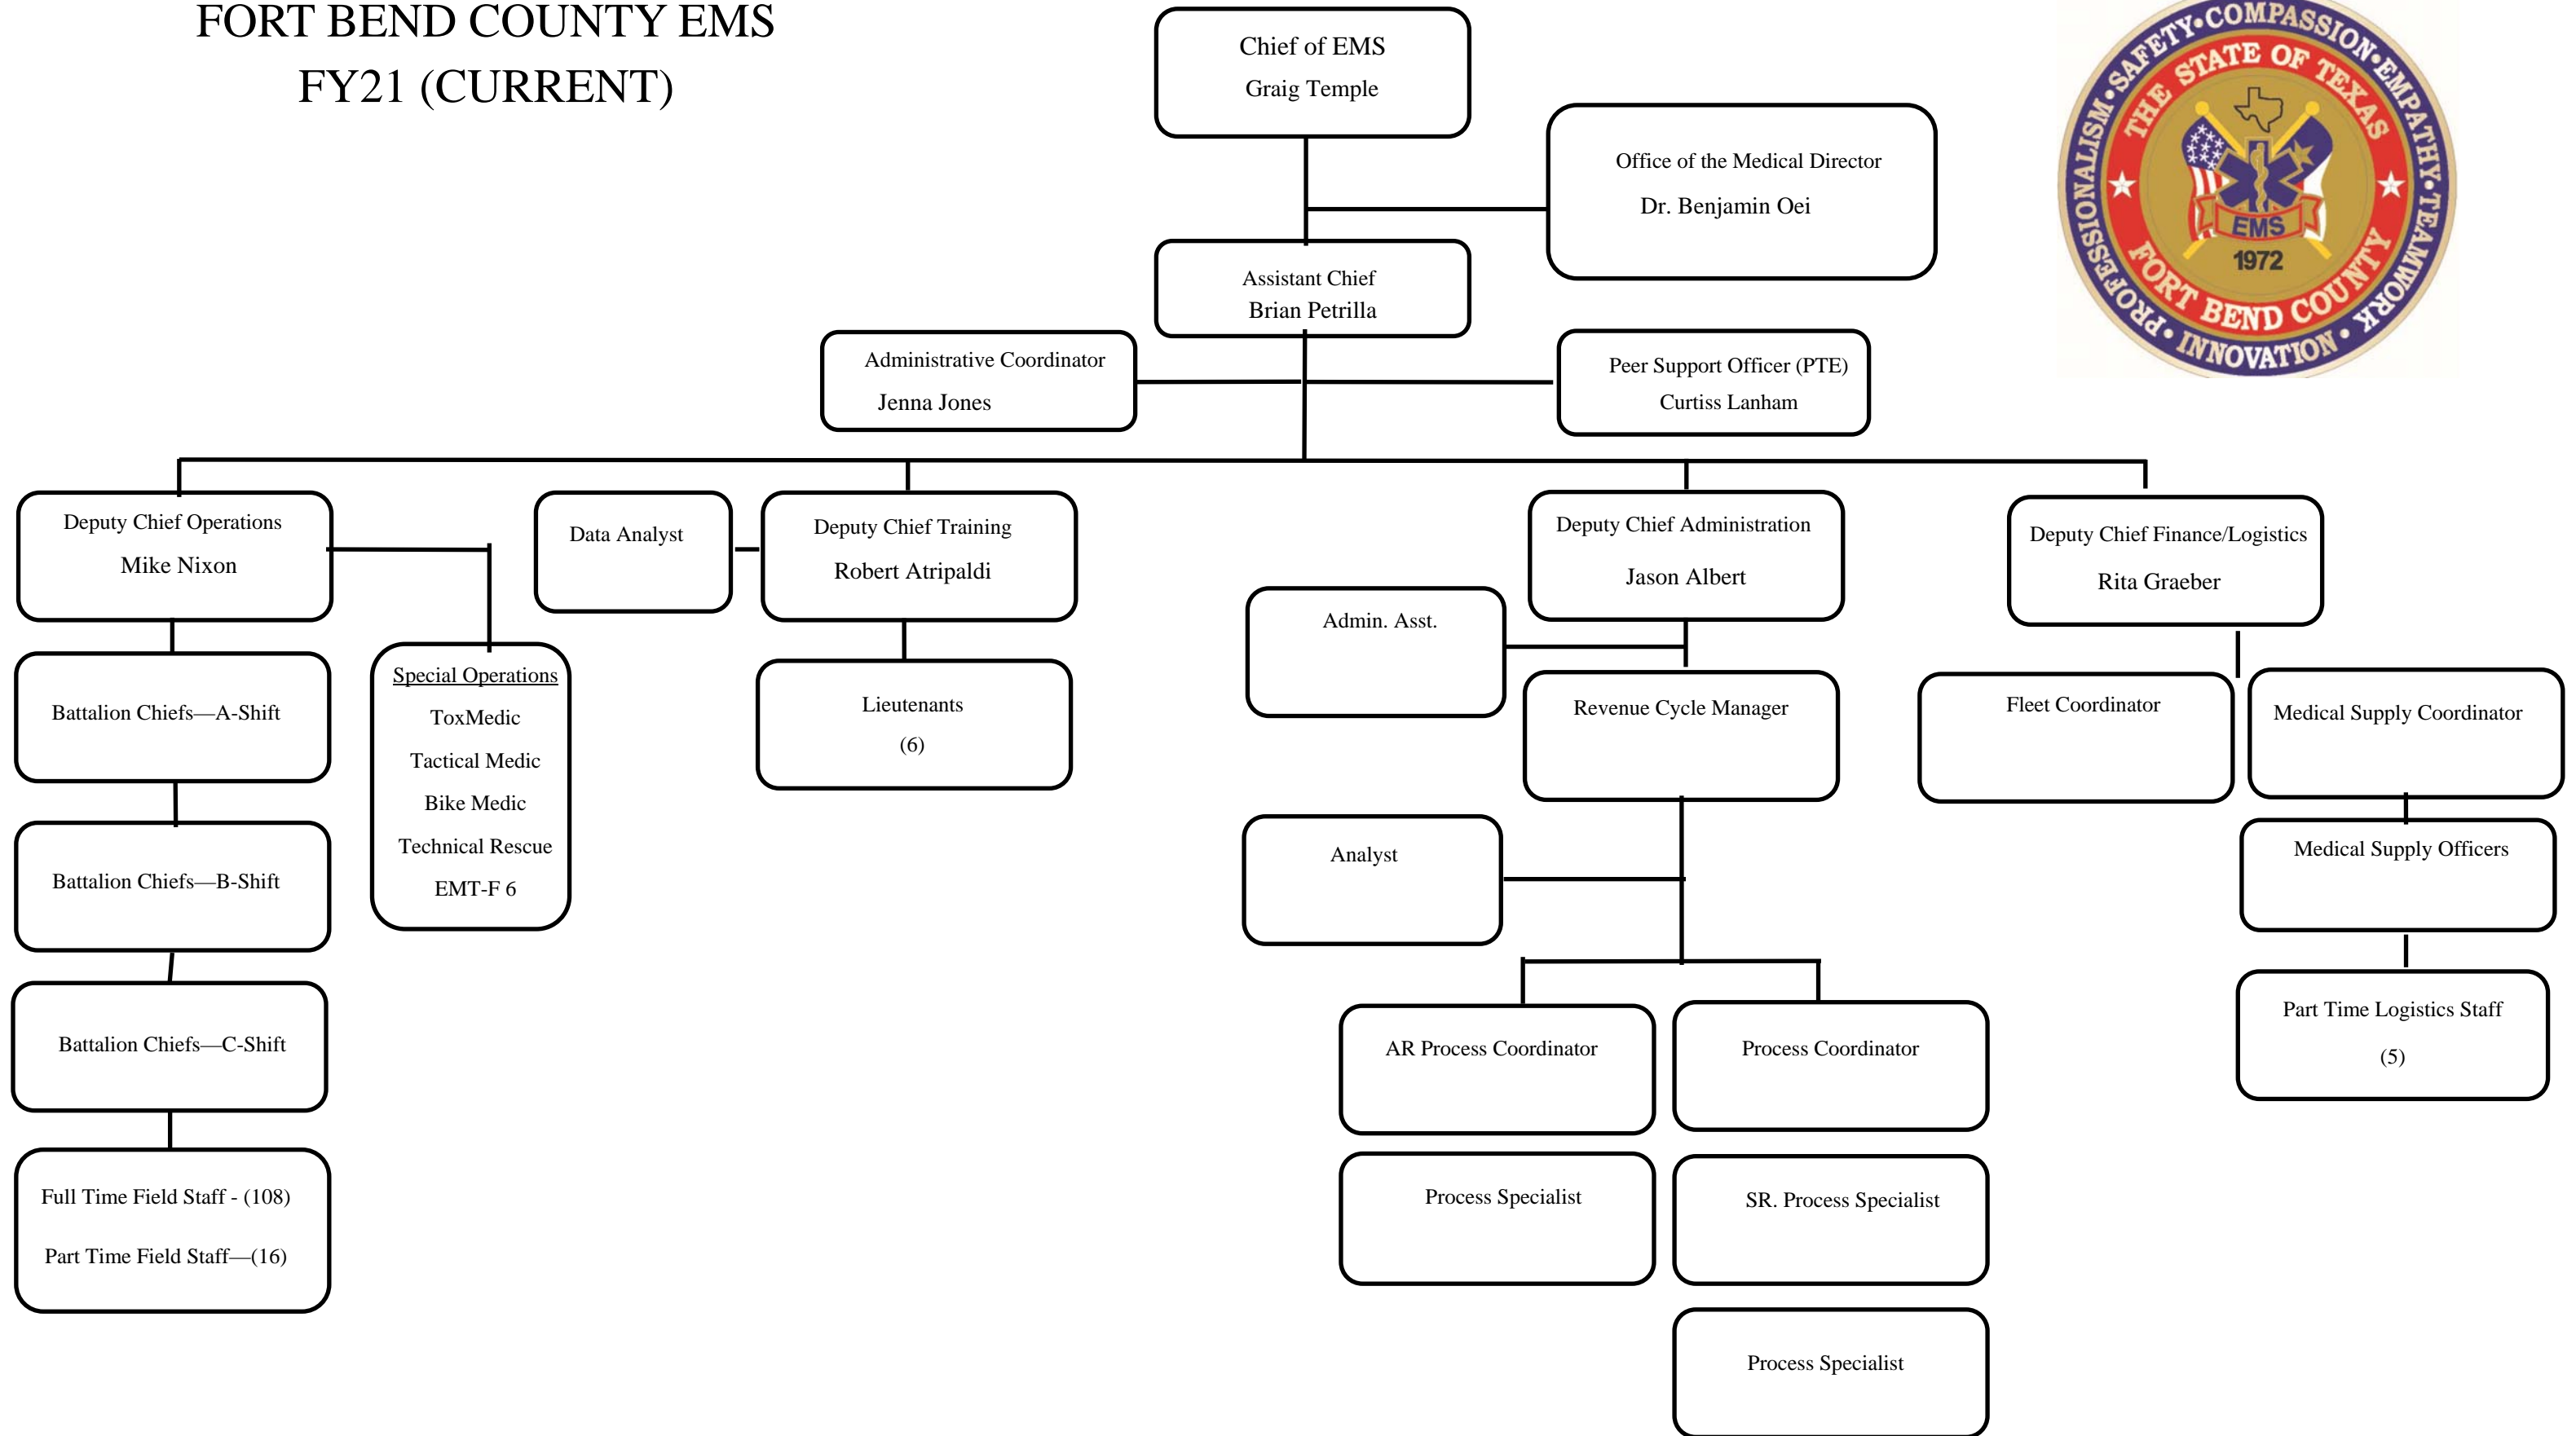 FORT BEND COUNTY EMS
FY21 (CURRENT)
Chief of EMS
Graig Temple
Office of the Medical Director
Dr. Benjamin Oei
PROFESSIONALISM•SAFETY•COMPASSION•EMPATHY•TEAMWORK•INNOVATION•
THE STATE OF TEXAS
EMS
1972
FORT BEND COUNTY
Assistant Chief
Brian Petrilla
Administrative Coordinator
Jenna Jones
Peer Support Officer (PTE)
Curtiss Lanham
Deputy Chief Operations
Mike Nixon
Data Analyst
Deputy Chief Training
Robert Atripaldi
Deputy Chief Administration
Jason Albert
Deputy Chief Finance/Logistics
Rita Graeber
Battalion Chiefs—A-Shift
Battalion Chiefs—B-Shift
Battalion Chiefs—C-Shift
Full Time Field Staff - (108)
Part Time Field Staff—(16)
Special Operations
ToxMedic
Tactical Medic
Bike Medic
Technical Rescue
EMT-F 6
Lieutenants
(6)
Admin. Asst.
Revenue Cycle Manager
Analyst
AR Process Coordinator
Process Specialist
Process Coordinator
SR. Process Specialist
Process Specialist
Fleet Coordinator
Medical Supply Coordinator
Medical Supply Officers
Part Time Logistics Staff
(5)